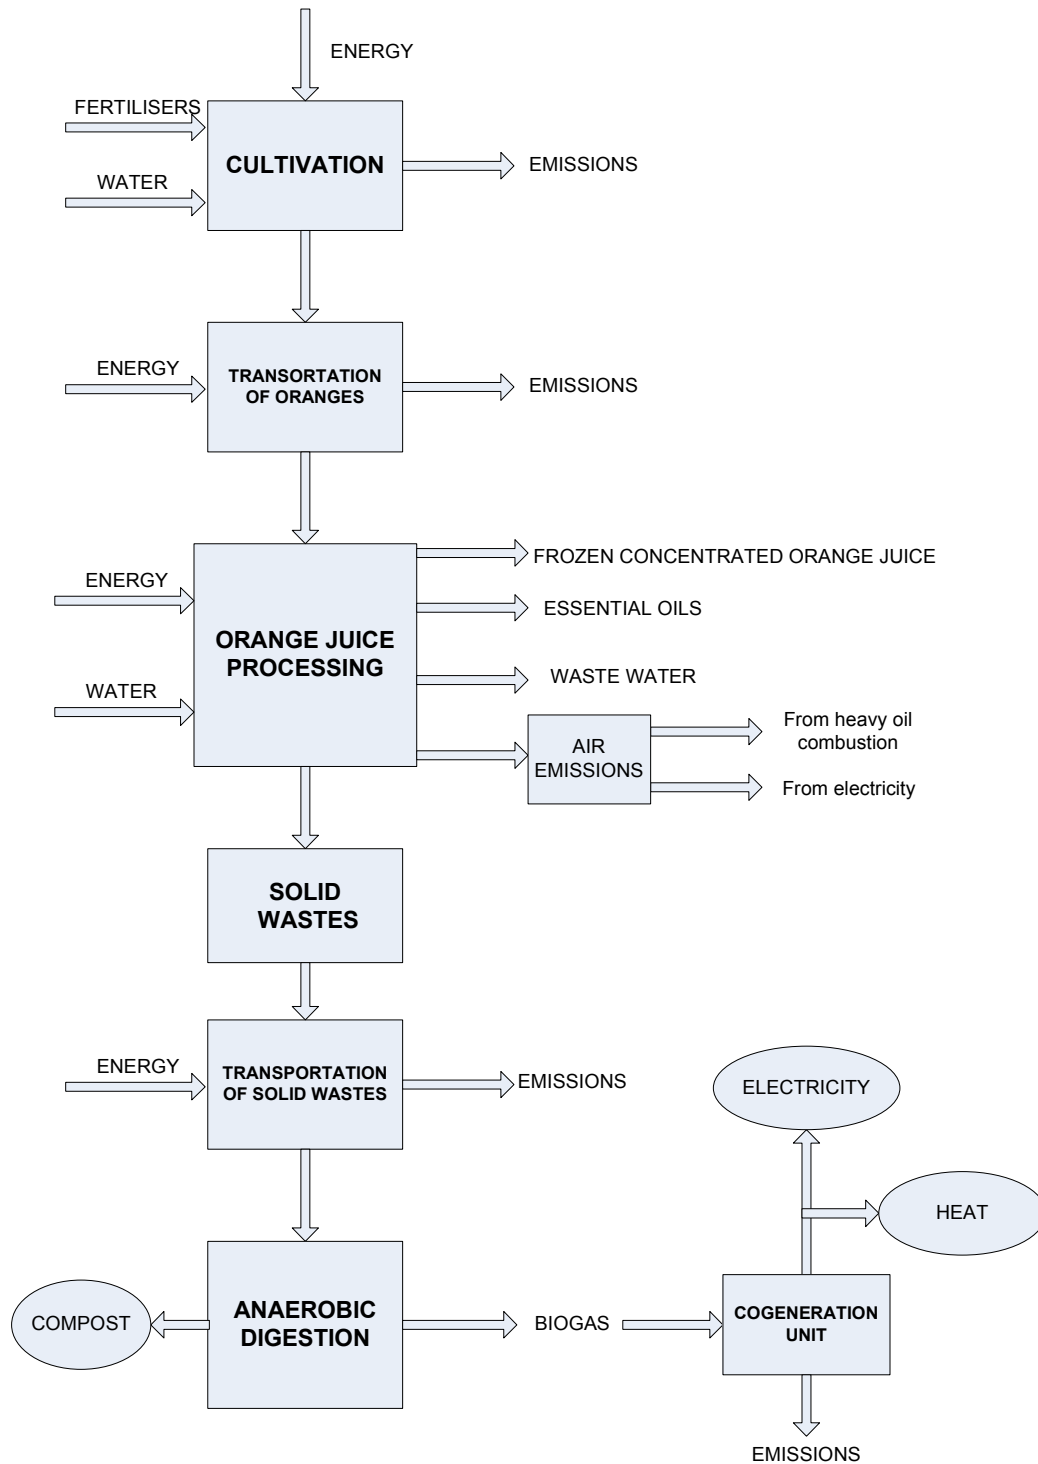 ENERGY
FERTILISERS
CULTIVATION
EMISSIONS
WATER
ENERGY
TRANSORTATION
OF ORANGES
EMISSIONS
FROZEN CONCENTRATED ORANGE JUICE
ENERGY
ESSENTIAL OILS
ORANGE JUICE
PROCESSING
WASTE WATER
WATER
AIR
EMISSIONS
From heavy oil
combustion
From electricity
SOLID
WASTES
ENERGY
TRANSPORTATION
OF SOLID WASTES
EMISSIONS
ELECTRICITY
HEAT
COMPOST
ANAEROBIC
DIGESTION
BIOGAS
COGENERATION
UNIT
EMISSIONS